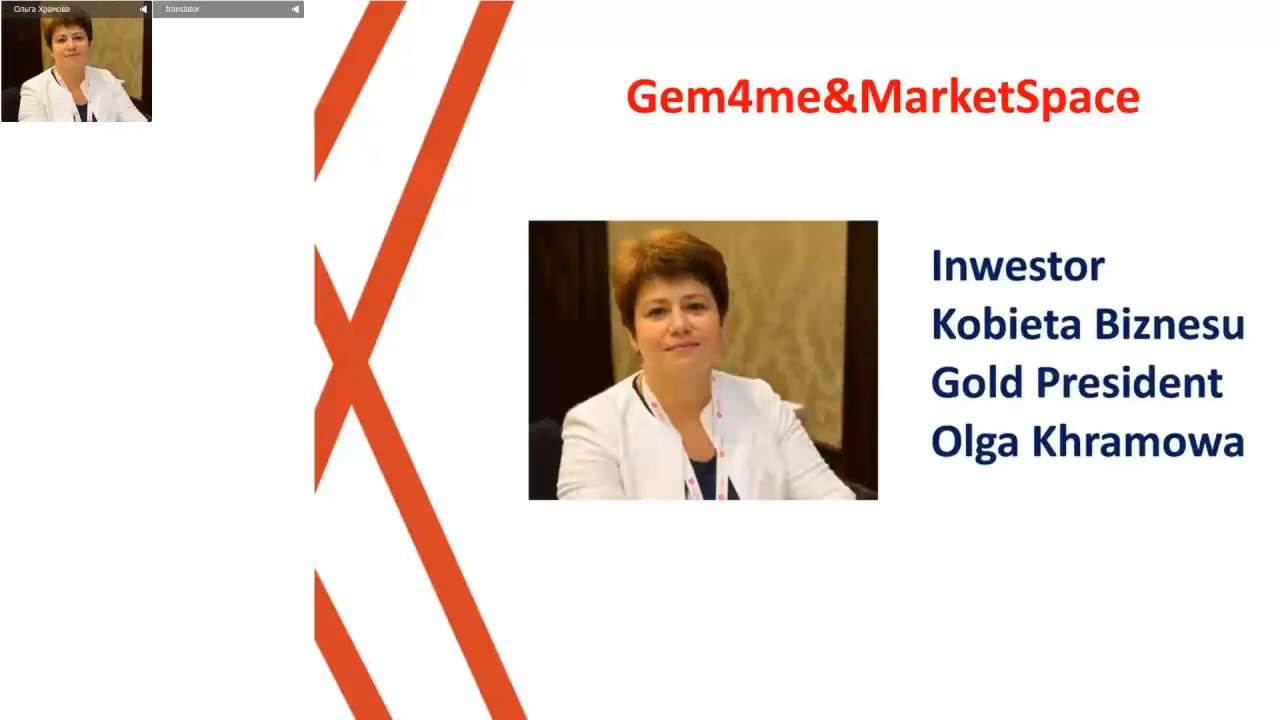 Ольга Храмова
translator
Gem4me&MarketSpace
Inwestor
Kobieta Biznesu
Gold President
Olga Khramowa